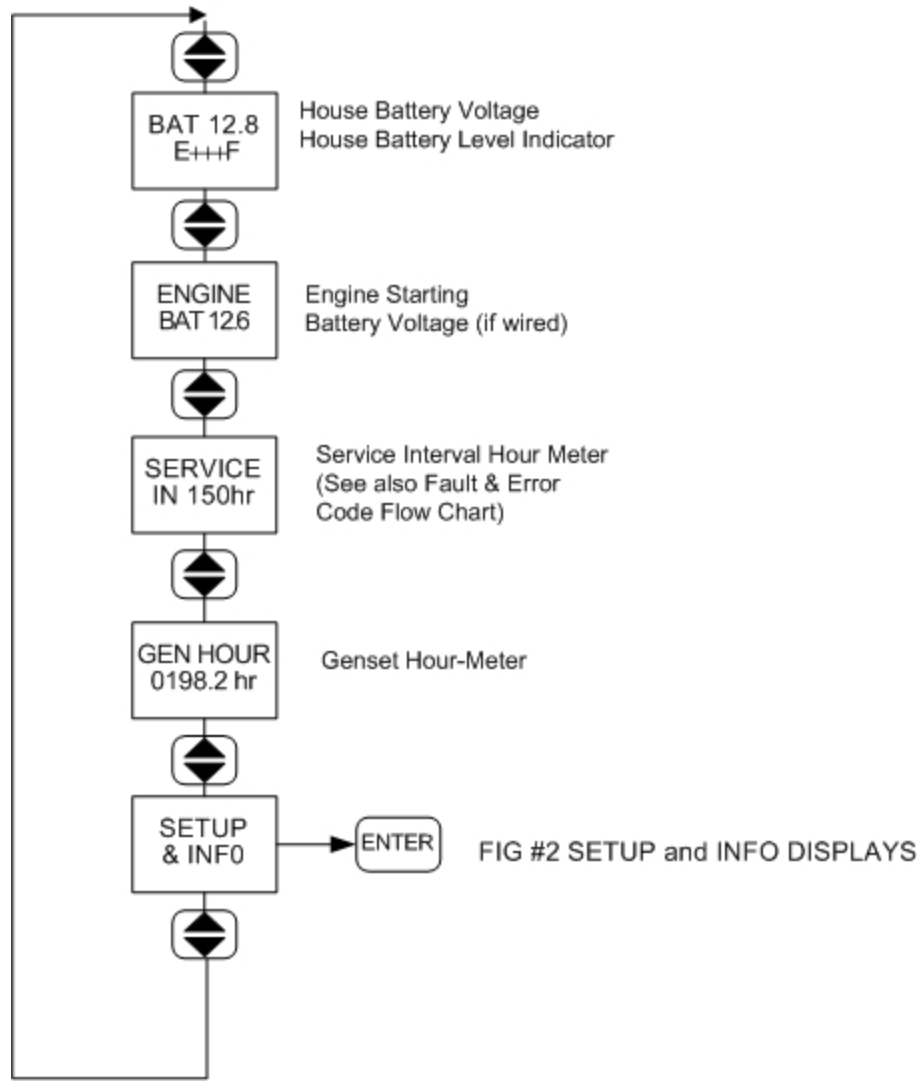 BAT 12.8
E+++F
House Battery Voltage
House Battery Level Indicator
ENGINE
BAT 12.6
Engine Starting
Battery Voltage (if wired)
SERVICE
IN 150hr
Service Interval Hour Meter
(See also Fault & Error
Code Flow Chart)
GEN HOUR
0198.2 hr
Genset Hour-Meter
SETUP
& INF0
ENTER
FIG #2 SETUP and INFO DISPLAYS